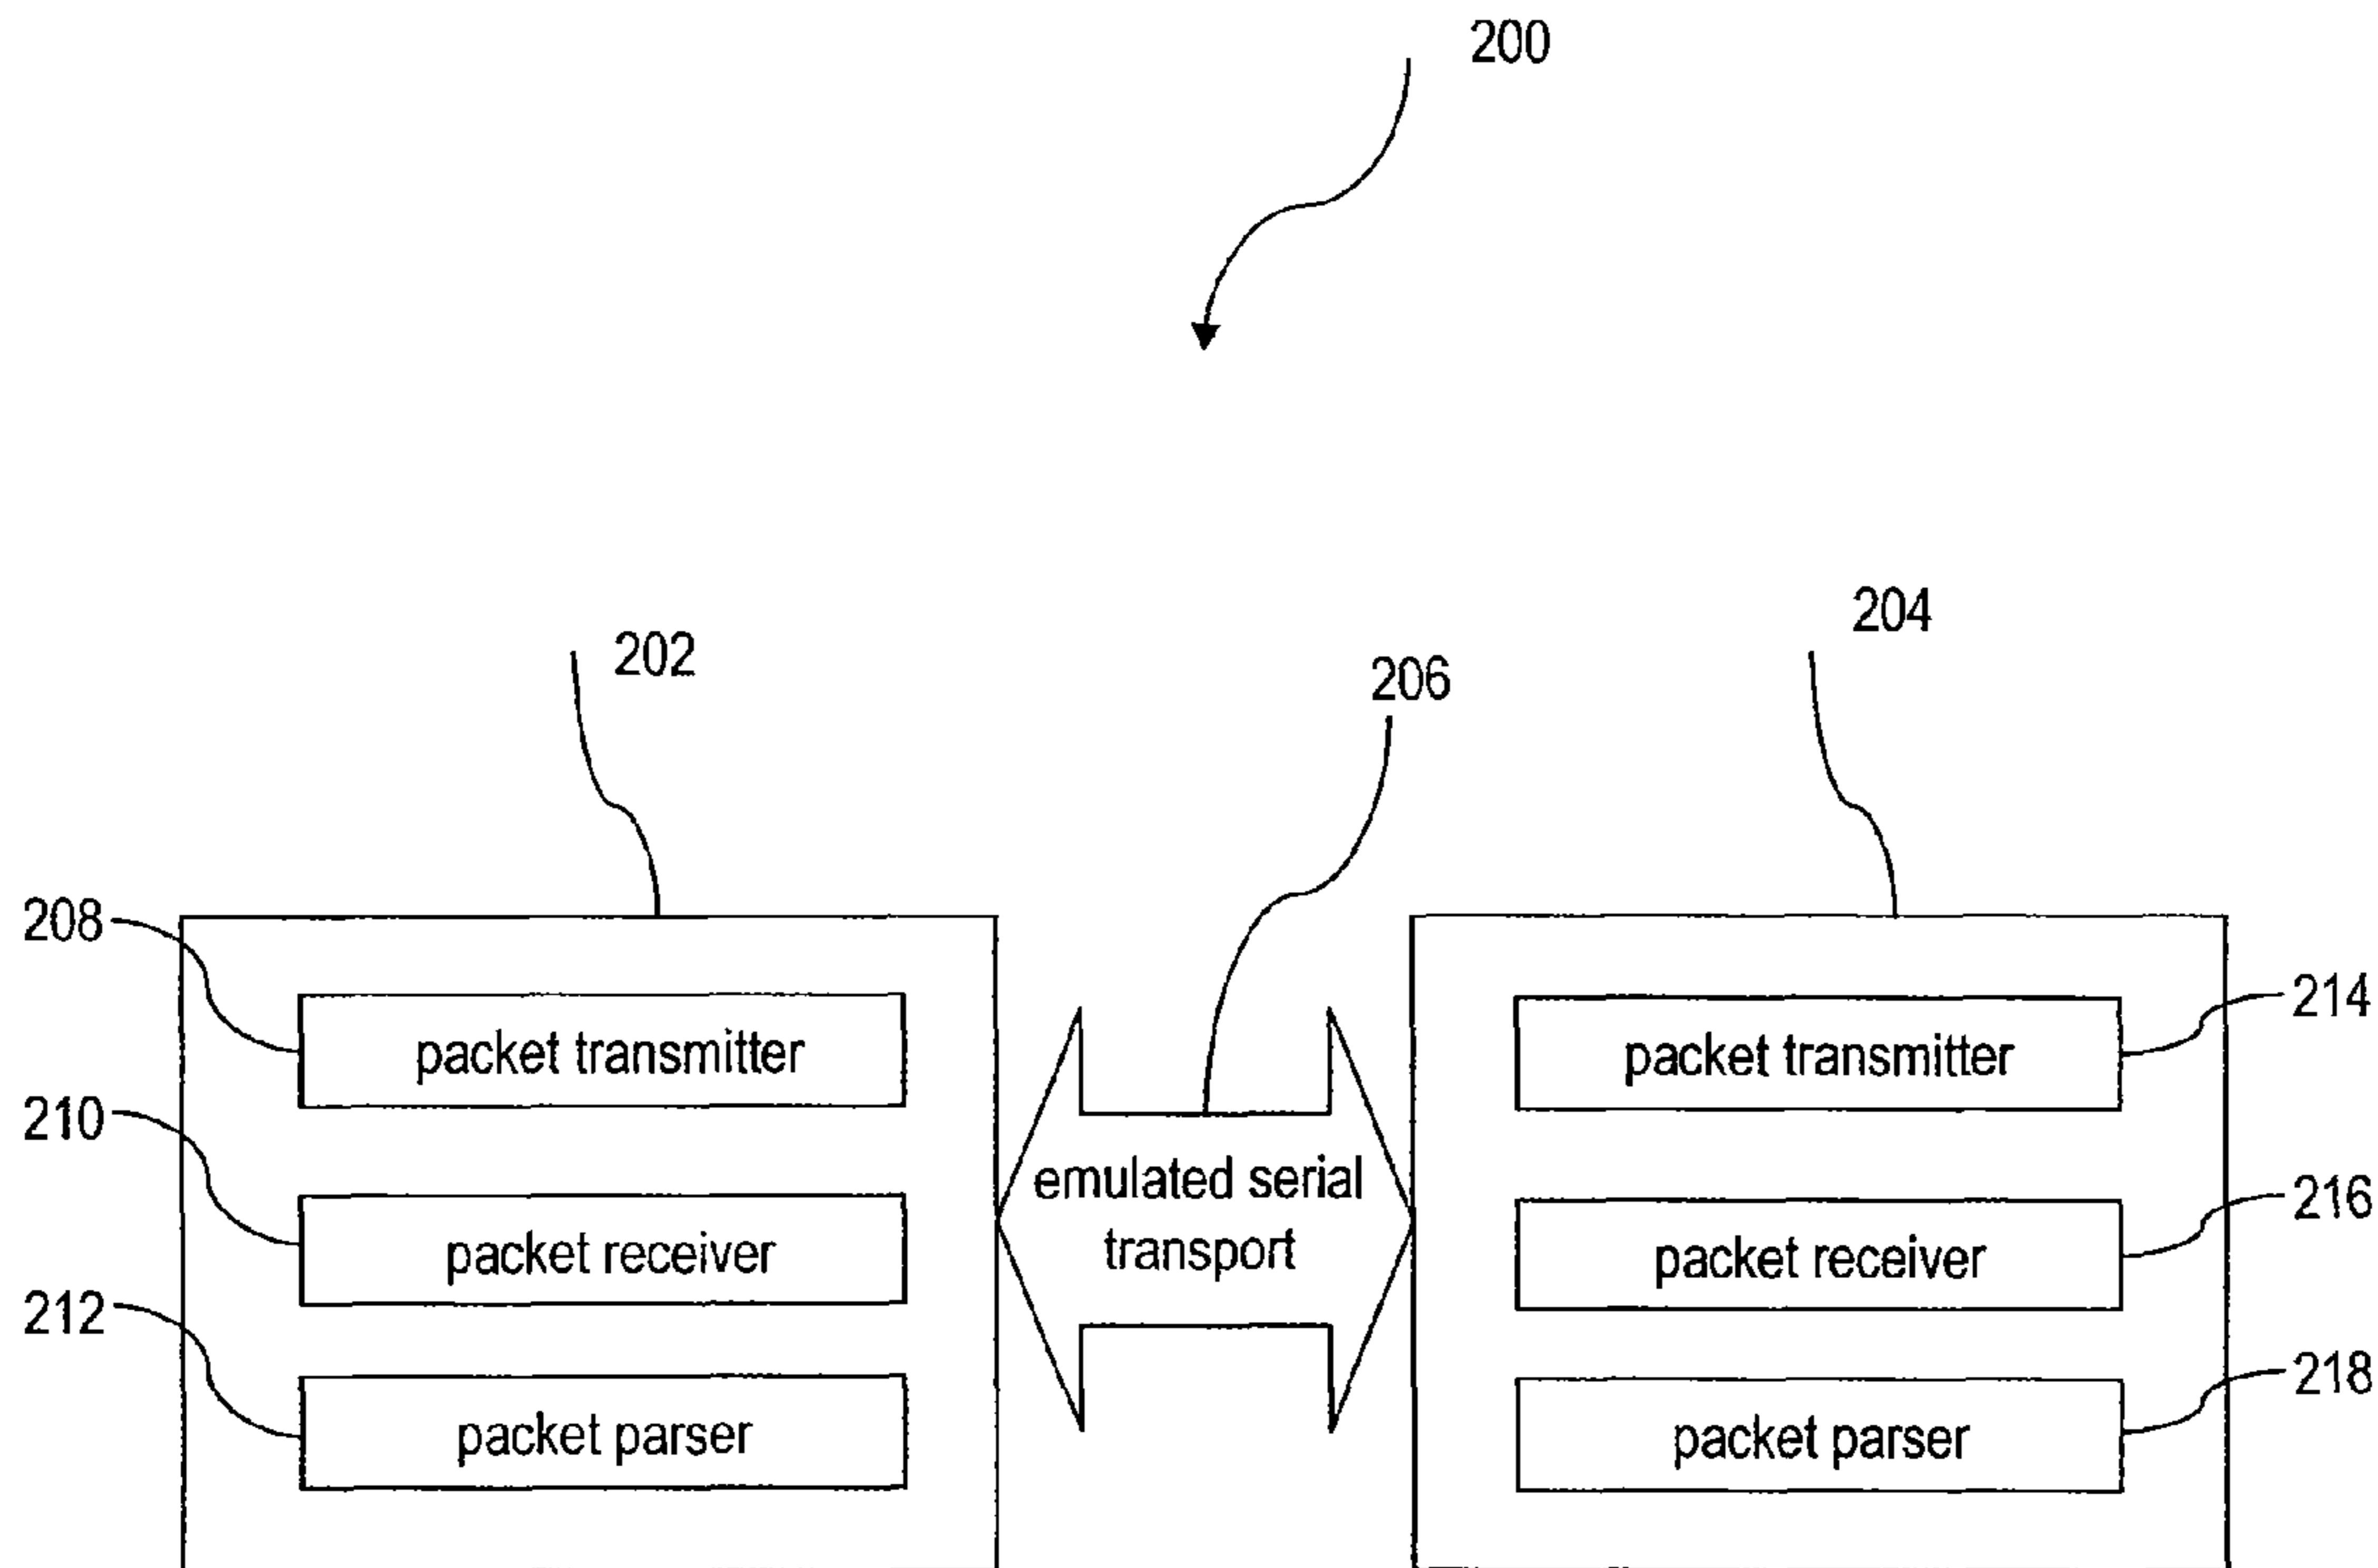 200
202
204
206
208
packet transmitter
packet transmitter
214
210
packet receiver
emulated serial
transport
packet receiver
216
212
packet parser
packet parser
218